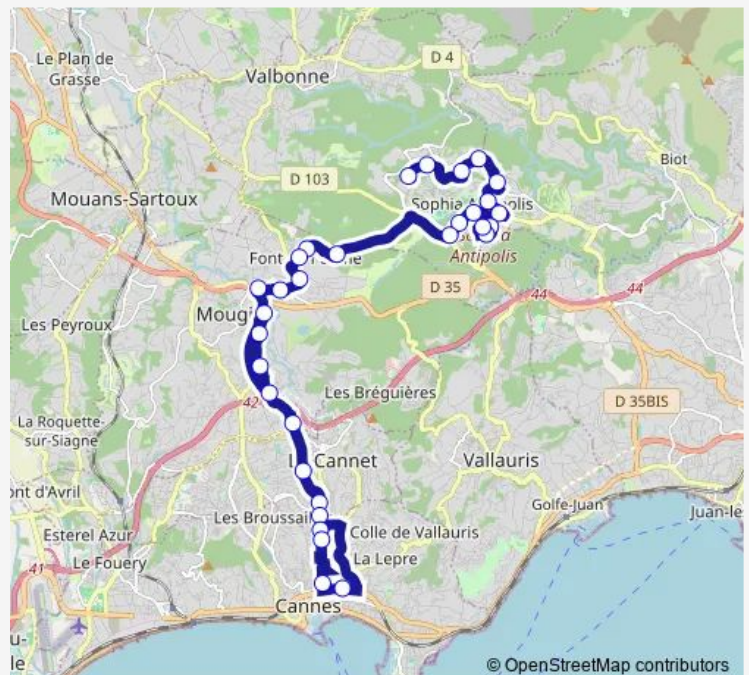 Le Plan de
Grasse
Valbonne
D 4
Biot
D 103
Mouans-Sartoux
Sophia Antipolis
Antipolis
Font
D 35
44
44
Les Peyroux
Les Bréguières
42
D 35BIS
La Roquette-
sur-Siagne
Cannet
Vallauris
ont d'Avril
Golfe-Juan
Juan-le
Les Broussail
Esterel Azur
Colle de Vallauris
41
Le Fouery
La Lepre
Cannes
u-
le
© OpenStreetMap contributors